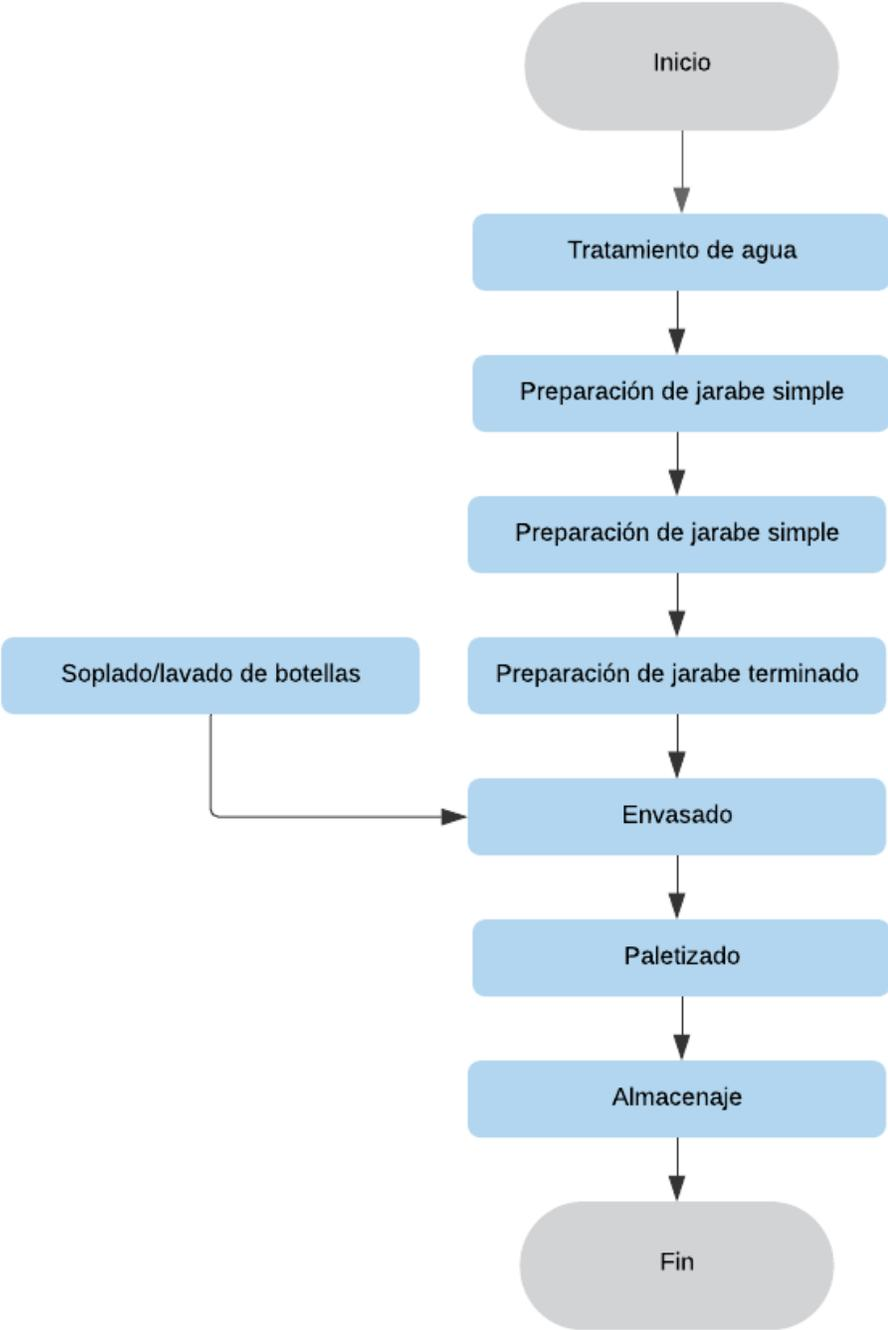 Inicio
Tratamiento de agua
Preparación de jarabe simple
Preparación de jarabe simple
Soplado/lavado de botellas
Preparación de jarabe terminado
Envasado
Paletizado
Almacenaje
Fin